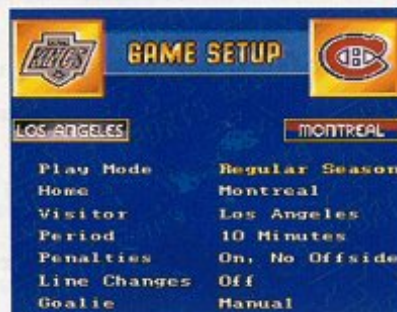 KINGS
GAME SETUP
LOS ANGELES
MONTREAL
Play Mode Regular Season
Home Montreal
Visitor Los Angeles
Period 10 Minutes
Penalties On, No Offside
Line Changes Off
Goalie Manual